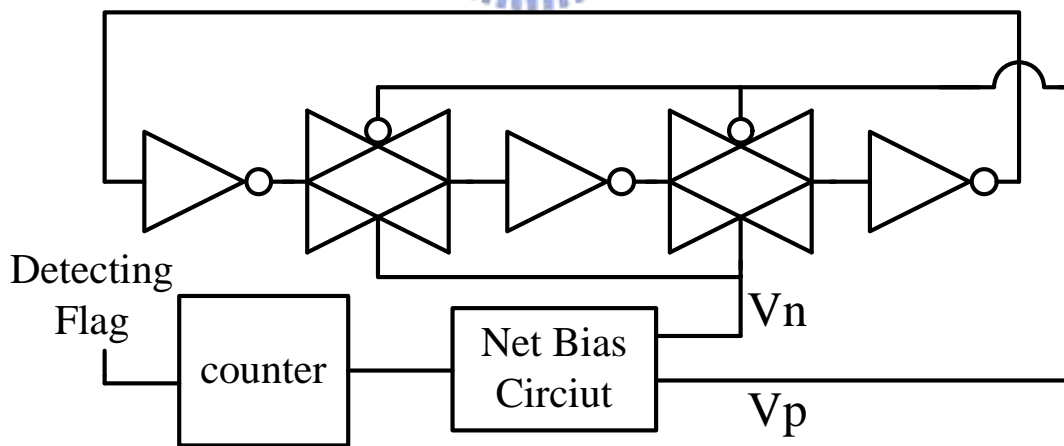 Detecting
Flag
counter
Net Bias
Circiut
Vn
Vp